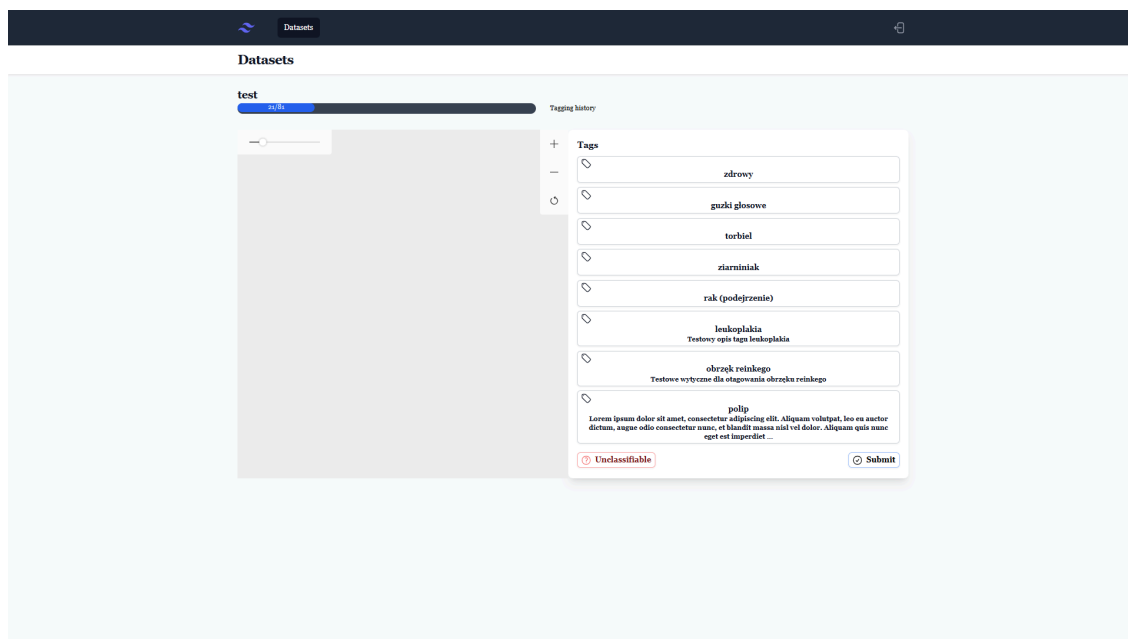 Datasets
Datasets
test
21/81
Tagging history
Tags
zdrowy
guzki głosowe
torbiel
ziarniniak
rak (podejrzenie)
leukoplakia
Testowy opis tagu leukoplakia
obrzęk reinkego
Testowe wytyczne dla otagowania obrzęku reinkego
polip
Lorem ipsum dolor sit amet, consectetur adipiscing elit. Aliquam volutpat, leo eu auctor
dictum, augue odio consectetur nunc, et blandit massa nisl vel dolor. Aliquam quis nunc
eget est imperdiet ...
Unclassifiable
Submit